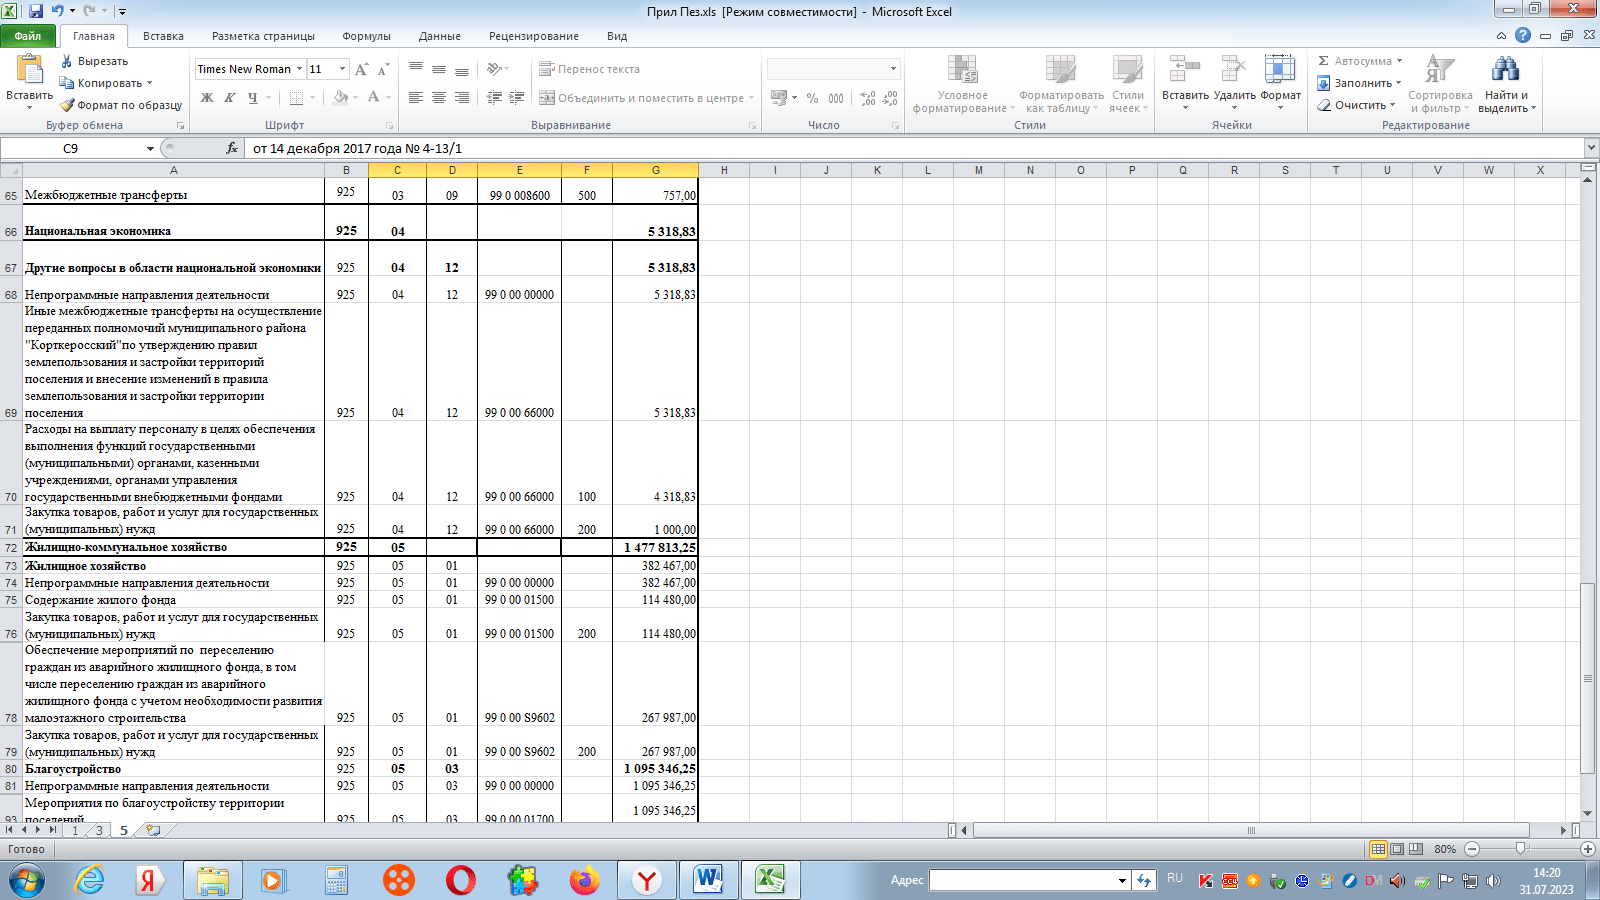 Прил Пез.xls  [Режим совместимости]  -  Microsoft Excel
Файл Главная Вставка Разметка страницы Формулы Данные Рецензирование Вид
Вставить
Вырезать
Копировать
Формат по образцу
Буфер обмена
Times New Roman 11
Ж К Ч
Шрифт
Перенос текста
Объединить и поместить в центре
Выравнивание
% 000
Число
Условное форматирование
Форматировать как таблицу
Стили ячеек
Стили
Вставить Удалить Формат
Ячейки
Σ Автосумма
Заполнить
Очистить
Сортировка и фильтр
Найти и выделить
Редактирование
C9 fx от 14 декабря 2017 года № 4-13/1
A B C D E F G H I J K L M N O P Q R S T U V W X
65 Межбюджетные трансферты 925 03 09 99 0 008600 500 757,00
66 Национальная экономика 925 04 5 318,83
67 Другие вопросы в области национальной экономики 925 04 12 5 318,83
68 Непрограммные направления деятельности 925 04 12 99 0 00 00000 5 318,83
Иные межбюджетные трансферты на осуществление
переданных полномочий муниципального района
"Корткеросский"по утверждению правил
землепользования и застройки территорий
поселения и внесение изменений в правила
землепользования и застройки территории
69 поселения 925 04 12 99 0 00 66000 5 318,83
Расходы на выплату персоналу в целях обеспечения
выполнения функций государственными
(муниципальными) органами, казенными
учреждениями, органами управления
70 государственными внебюджетными фондами 925 04 12 99 0 00 66000 100 4 318,83
Закупка товаров, работ и услуг для государственных
71 (муниципальных) нужд 925 04 12 99 0 00 66000 200 1 000,00
72 Жилищно-коммунальное хозяйство 925 05 1 477 813,25
73 Жилищное хозяйство 925 05 01 382 467,00
74 Непрограммные направления деятельности 925 05 01 99 0 00 00000 382 467,00
75 Содержание жилого фонда 925 05 01 99 0 00 01500 114 480,00
Закупка товаров, работ и услуг для государственных
76 (муниципальных) нужд 925 05 01 99 0 00 01500 200 114 480,00
Обеспечение мероприятий по  переселению
граждан из аварийного жилищного фонда, в том
числе переселению граждан из аварийного
жилищного фонда с учетом необходимости развития
78 малоэтажного строительства 925 05 01 99 0 00 S9602 267 987,00
Закупка товаров, работ и услуг для государственных
79 (муниципальных) нужд 925 05 01 99 0 00 S9602 200 267 987,00
80 Благоустройство 925 05 03 1 095 346,25
81 Непрограммные направления деятельности 925 05 03 99 0 00 00000 1 095 346,25
Мероприятия по благоустройству территории 1 095 346,25
93 поселений 925 05 03 99 0 00 01700
1 3 5
Готово 80%
Адрес RU 14:20
31.07.2023